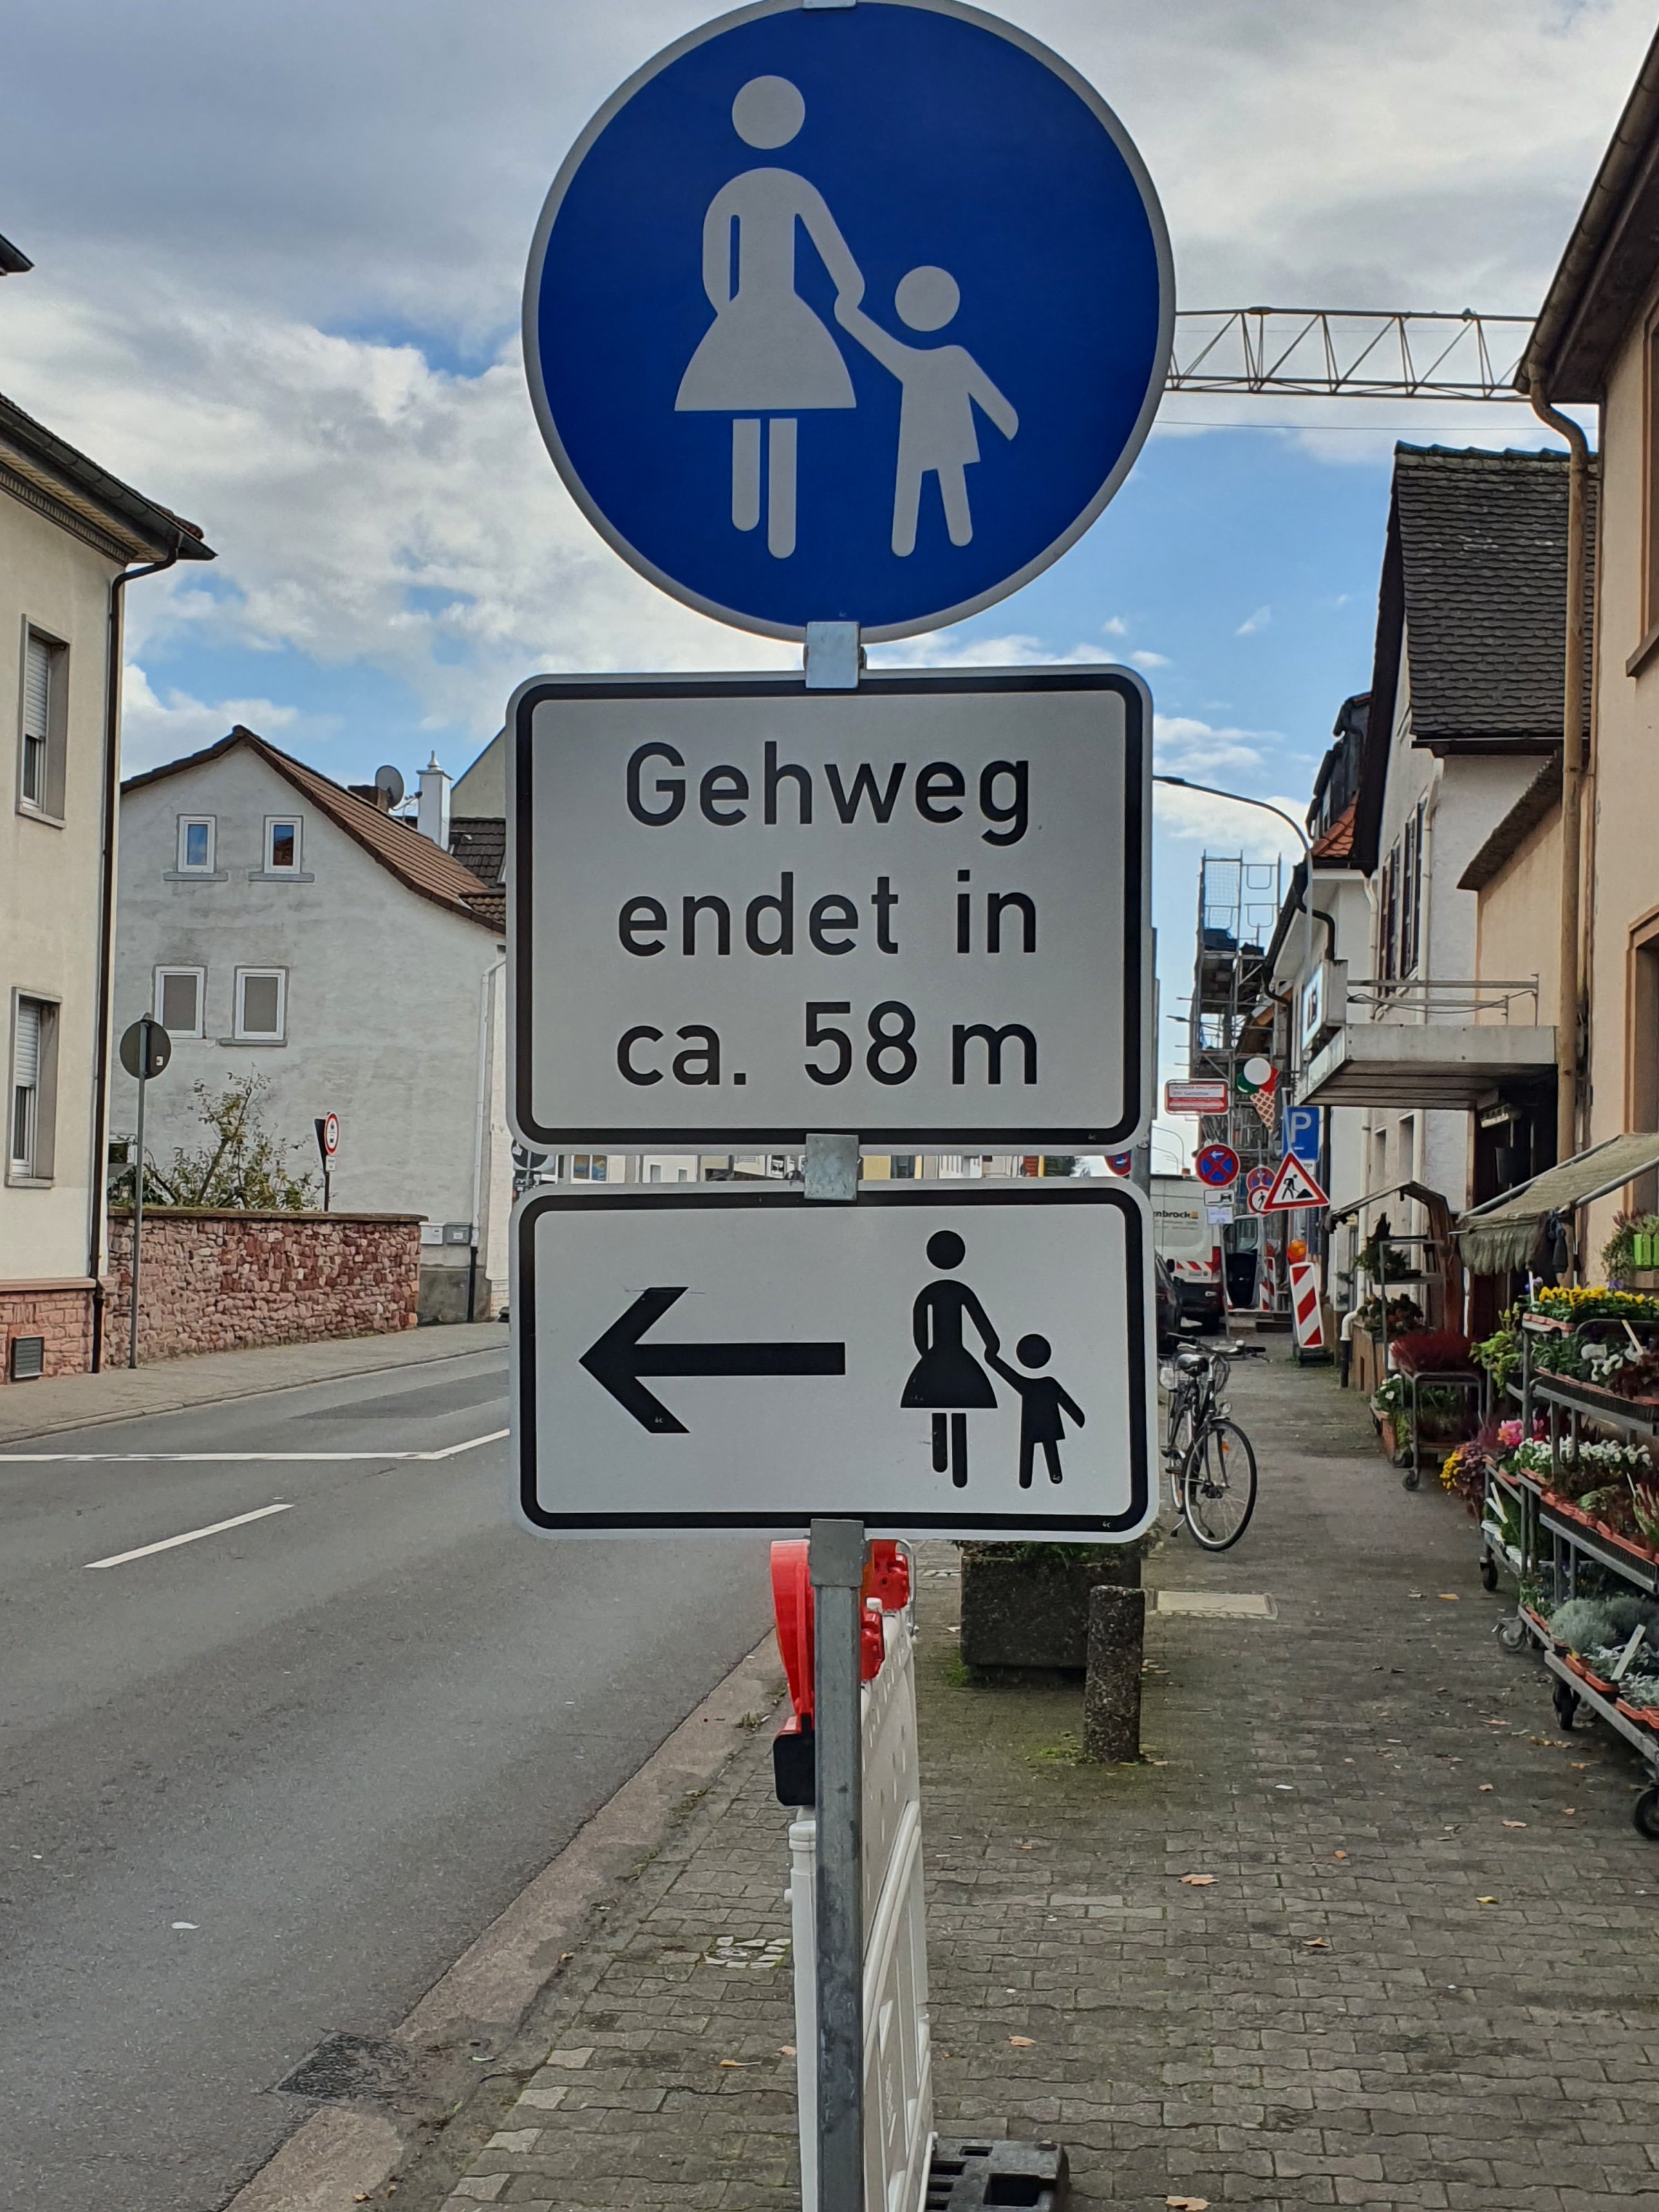 Gehweg
endet in
ca. 58 m
P